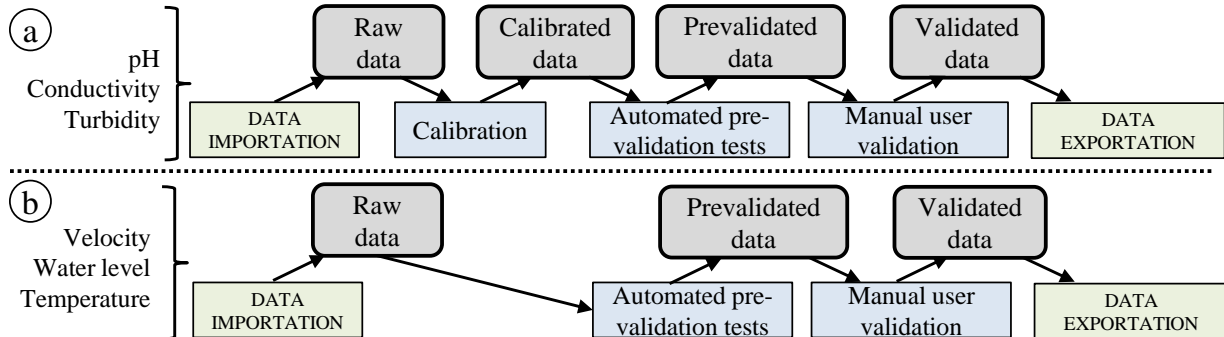 a
pH
Conductivity
Turbidity
Raw
data
Calibrated
data
Prevalidated
data
Validated
data
DATA
IMPORTATION
Calibration
Automated pre-
validation tests
Manual user
validation
DATA
EXPORTATION
b
Velocity
Water level
Temperature
Raw
data
Prevalidated
data
Validated
data
DATA
IMPORTATION
Automated pre-
validation tests
Manual user
validation
DATA
EXPORTATION